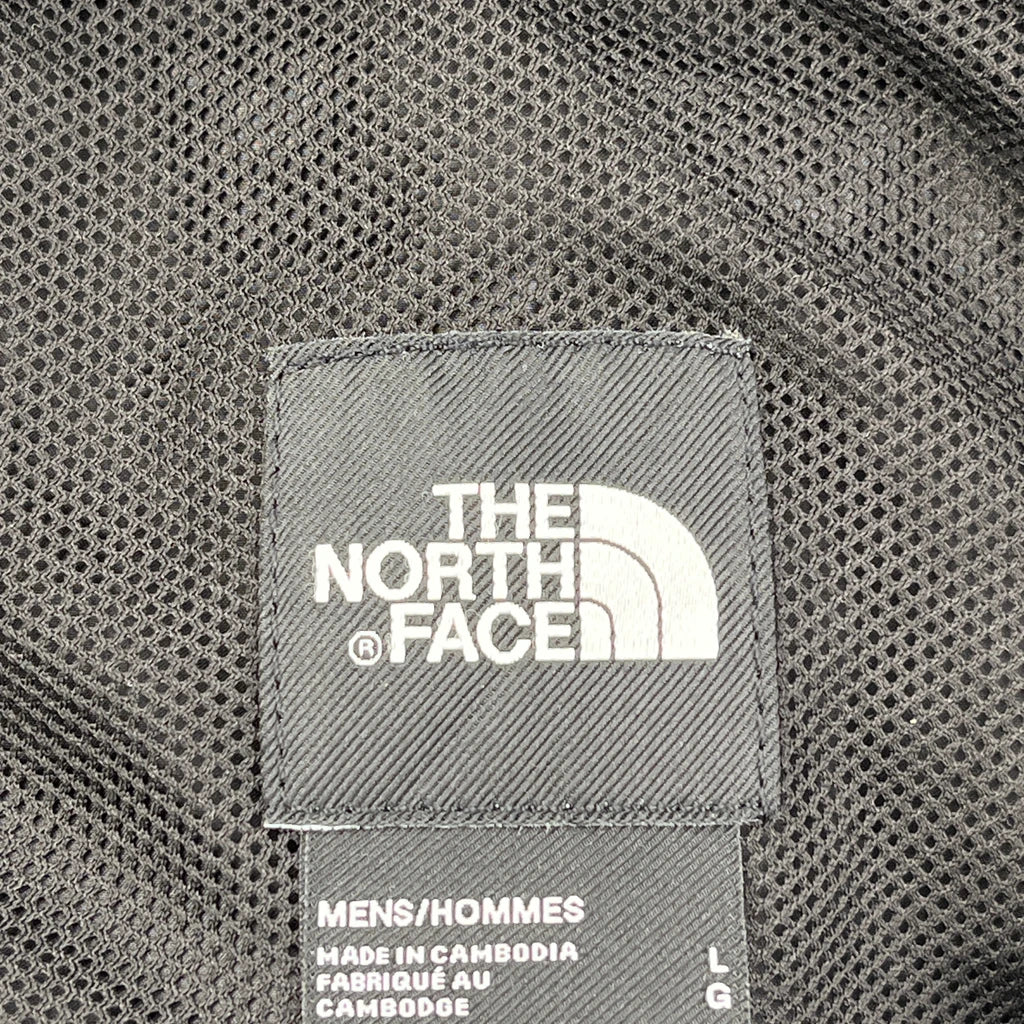 THE
NORTH
® FACE
MENS/HOMMES
MADE IN CAMBODIA L
FABRIQUÉ AU
CAMBODGE G